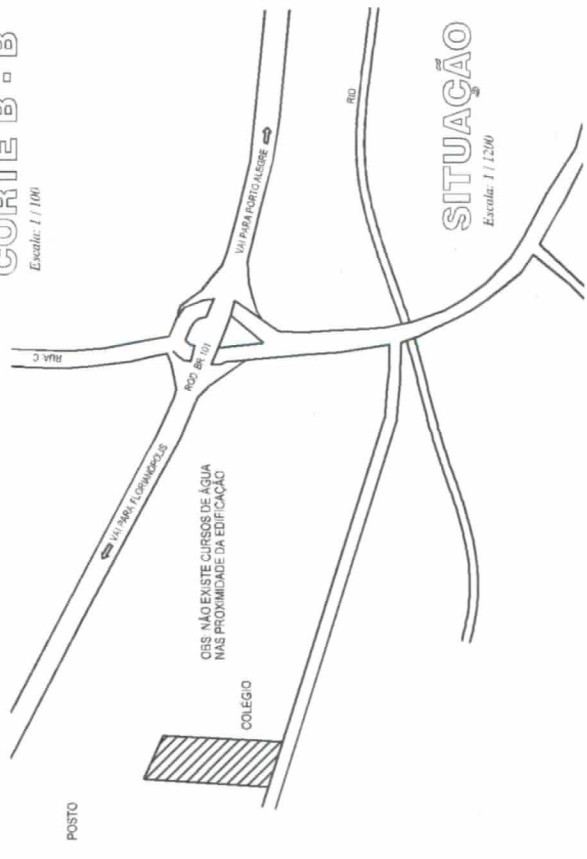 CORTE B - B
Escala: 1 / 100
RUA C
VAI PARA PORTO ALEGRE
RIO
SITUAÇÃO
Escala: 1 / 1200
ROD. BR 101
VAI PARA FLORIANOPOLIS
OBS NÃO EXISTE CURSOS DE ÁGUA
NAS PROXIMIDADE DA EDIFICAÇÃO
COLÉGIO
POSTO